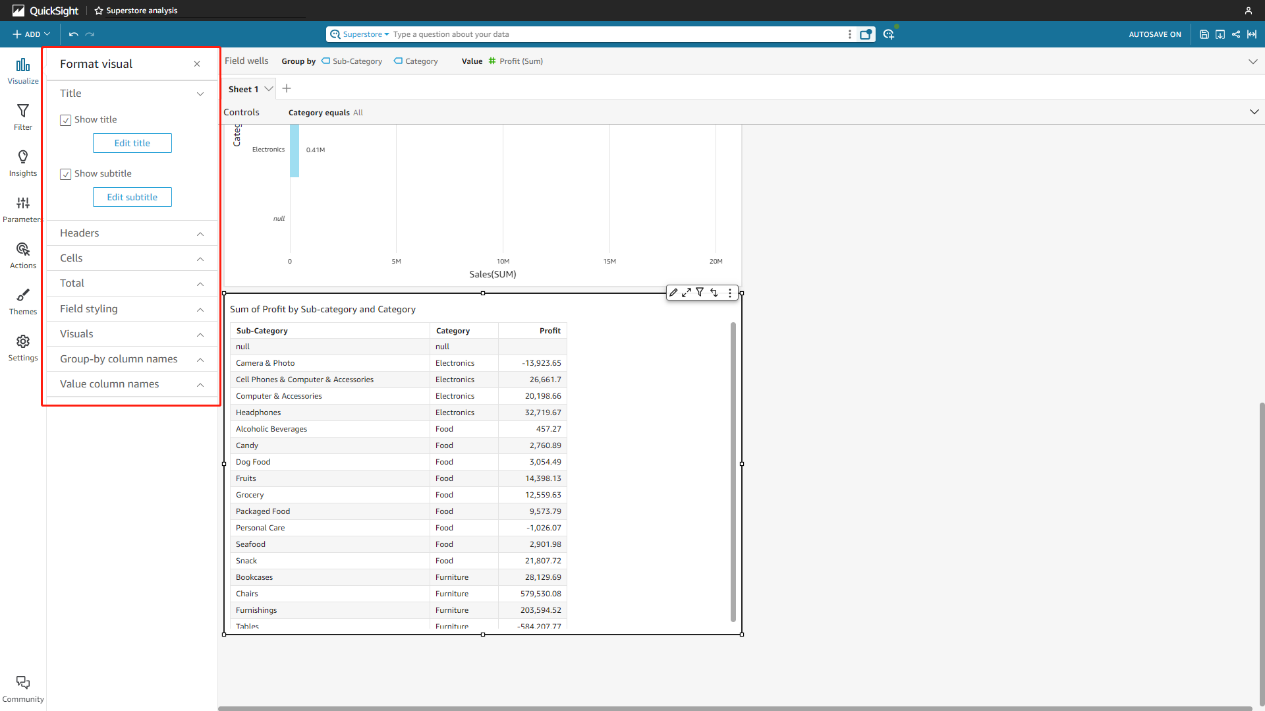 QuickSight
Superstore analysis
ADD
Superstore
Type a question about your data
AUTOSAVE ON
Visualize
Filter
Insights
Parameter
Actions
Themes
Settings
Community
Format visual
Title
Show title
Edit title
Show subtitle
Edit subtitle
Headers
Cells
Total
Field styling
Visuals
Group-by column names
Value column names
Field wells Group by Sub-Category Category Value Profit (Sum)
Sheet 1
Controls Category equals All
Categ
Electronics 0.41M
null
0 5M 10M 15M 20M
Sales(SUM)
Sum of Profit by Sub-category and Category
Sub-Category Category Profit
null null
Camera & Photo Electronics -13,923.65
Cell Phones & Computer & Accessories Electronics 26,661.7
Computer & Accessories Electronics 20,198.66
Headphones Electronics 32,719.67
Alcoholic Beverages Food 457.27
Candy Food 2,760.89
Dog Food Food 3,054.49
Fruits Food 14,398.13
Grocery Food 12,559.63
Packaged Food Food 9,573.79
Personal Care Food -1,026.07
Seafood Food 2,901.98
Snack Food 21,807.72
Bookcases Furniture 28,129.69
Chairs Furniture 579,530.08
Furnishings Furniture 203,594.52
Tables Furniture -584,207.77